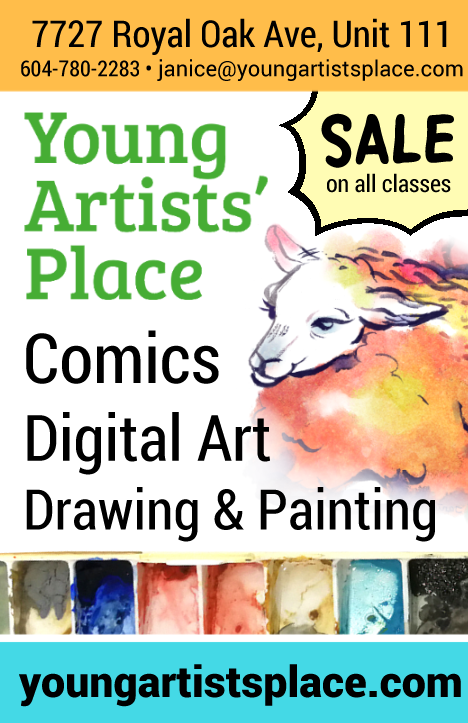 7727 Royal Oak Ave, Unit 111
604-780-2283 • janice@youngartistsplace.com
SALE
on all classes
Young
Artists’
Place
Comics
Digital Art
Drawing & Painting
youngartistsplace.com